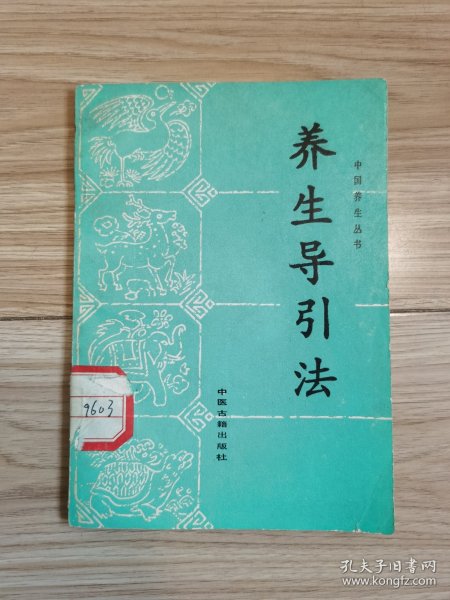 中国养生丛书
养生导引法
中医古籍出版社
9603
孔夫子旧书网
www.kongfz.com